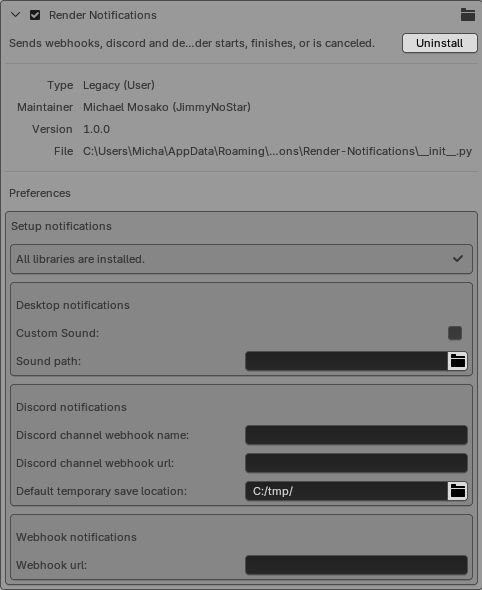 Render Notifications
Sends webhooks, discord and de...der starts, finishes, or is canceled.
Uninstall
Type Legacy (User)
Maintainer Michael Mosako (JimmyNoStar)
Version 1.0.0
File C:\Users\Micha\AppData\Roaming\...ons\Render-Notifications\__init__.py
Preferences
Setup notifications
All libraries are installed.
Desktop notifications
Custom Sound:
Sound path:
Discord notifications
Discord channel webhook name:
Discord channel webhook url:
Default temporary save location: C:/tmp/
Webhook notifications
Webhook url: